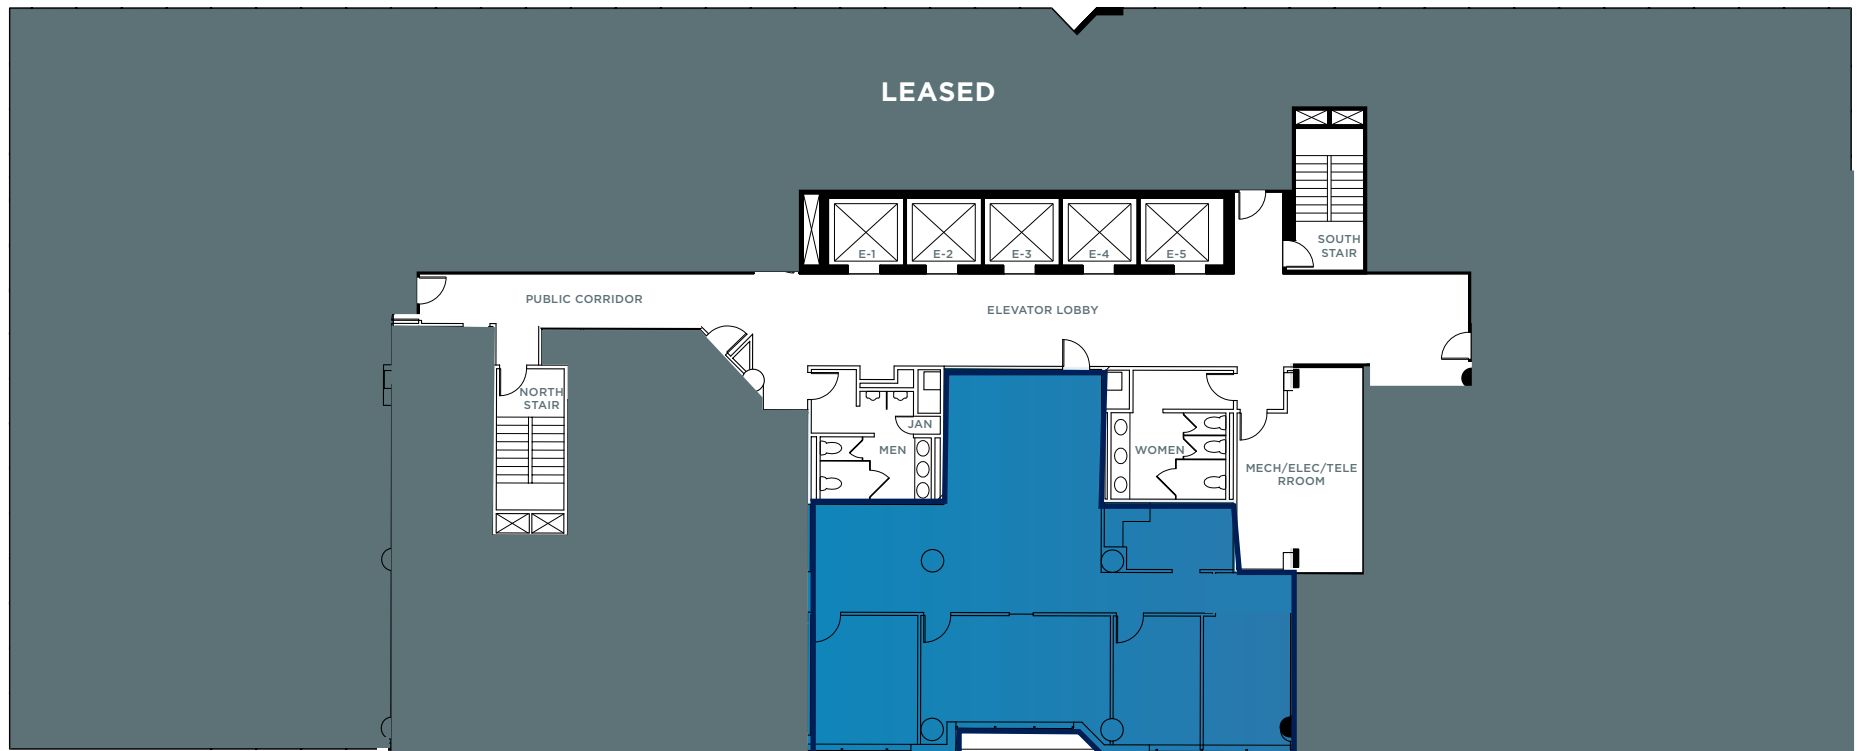 LEASED
SOUTH
STAIR
E-1
E-2
E-3
E-4
E-5
PUBLIC CORRIDOR
ELEVATOR LOBBY
NORTH
STAIR
JAN
MEN
WOMEN
MECH/ELEC/TELE
RROOM